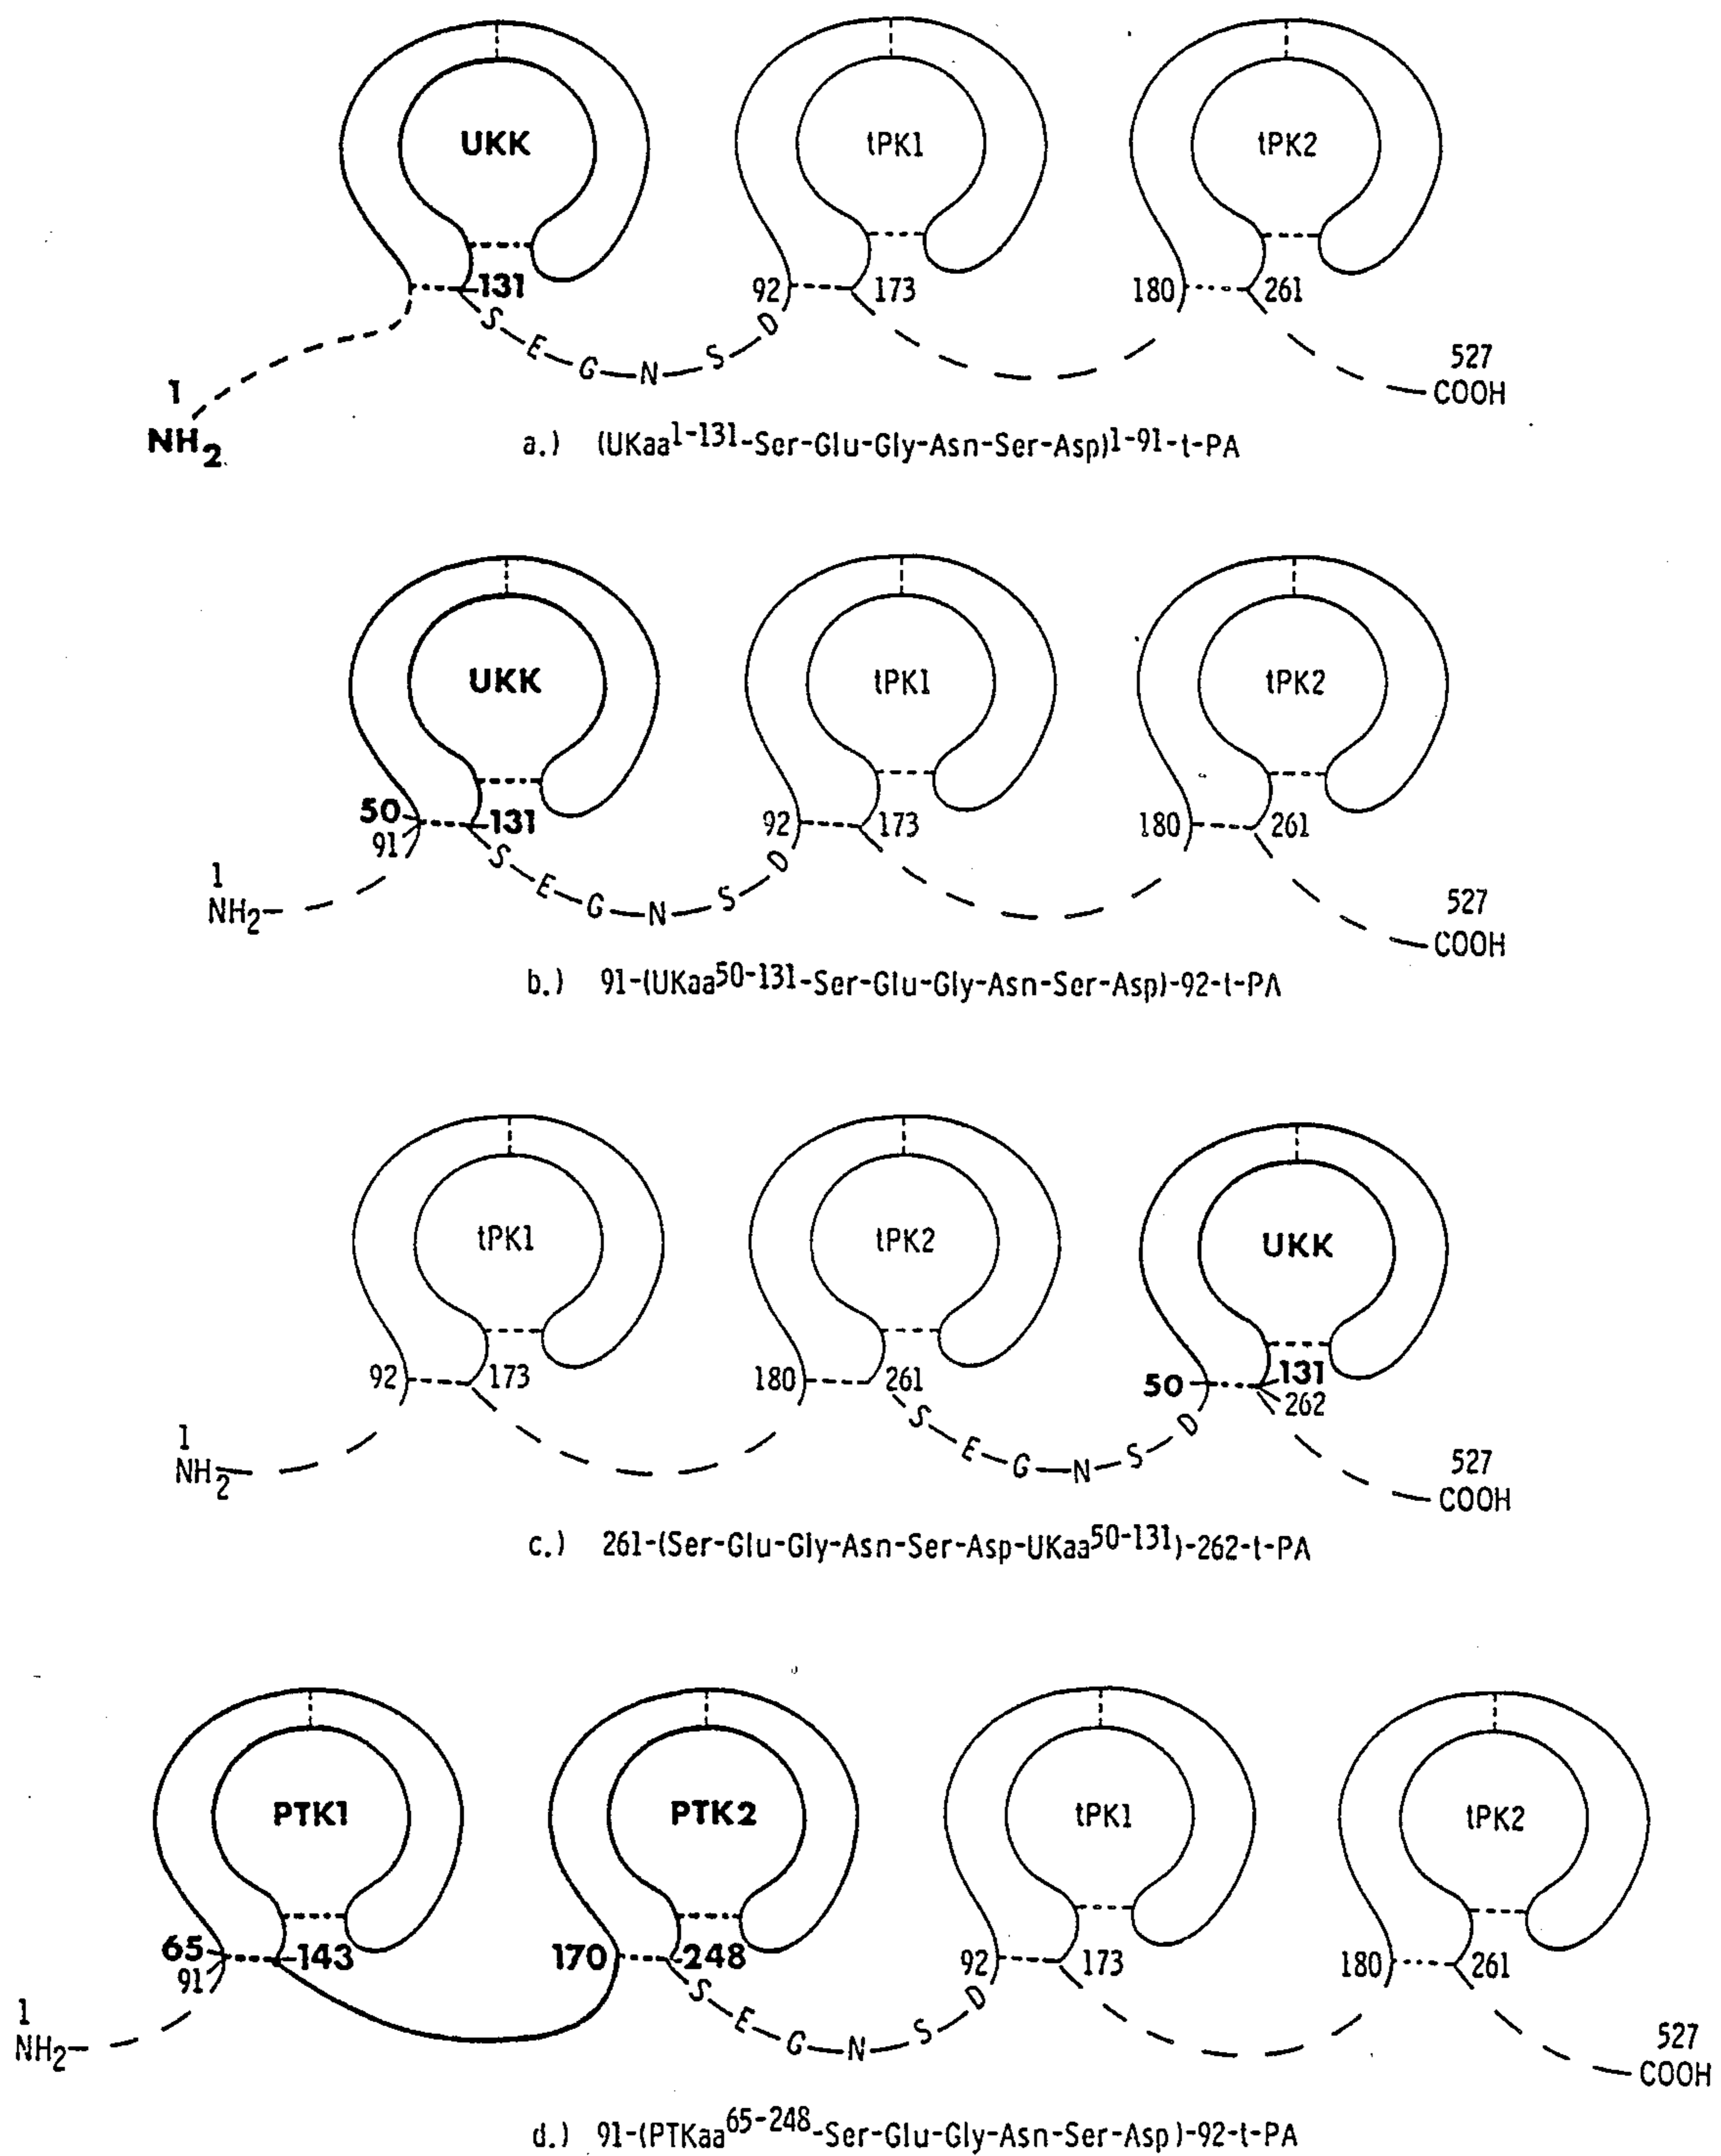 UKK tPK1 tPK2
131 92 173 180 261
S E G N S D
1
NH2
527
COOH
a.) (UKaa1-131-Ser-Glu-Gly-Asn-Ser-Asp)1-91-t-PA
UKK tPK1 tPK2
50 131 92 173 180 261
91
S E G N S D
1
NH2
527
COOH
b.) 91-(UKaa50-131-Ser-Glu-Gly-Asn-Ser-Asp)-92-t-PA
tPK1 tPK2 UKK
92 173 180 261 50 131
262
S E G N S D
1
NH2
527
COOH
c.) 261-(Ser-Glu-Gly-Asn-Ser-Asp-UKaa50-131)-262-t-PA
PTK1 PTK2 tPK1 tPK2
65 143 170 248 92 173 180 261
91
S E G N S D
1
NH2
527
COOH
d.) 91-(PTKaa65-248-Ser-Glu-Gly-Asn-Ser-Asp)-92-t-PA